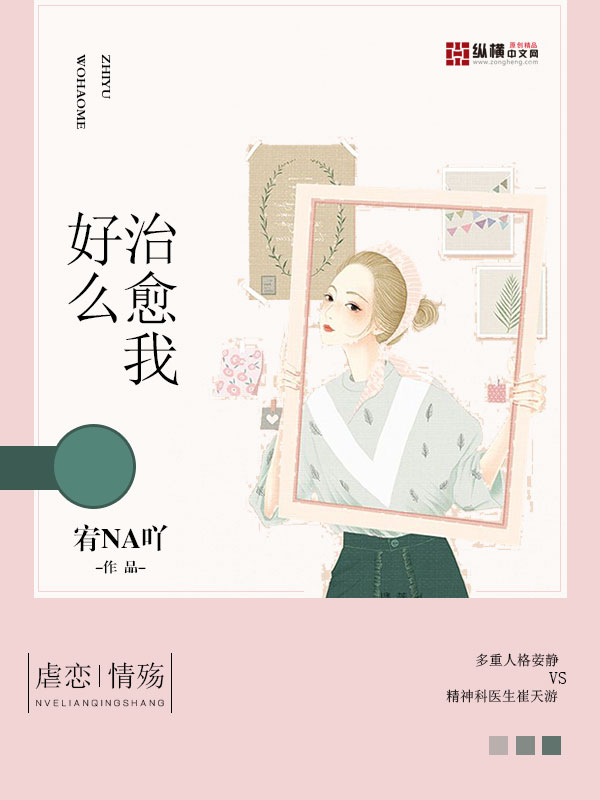 ZHIYU
WOHAOME
纵横
原创精品
中文网
www.zongheng.com
治愈我
好么
宥NA吖
-作 品-
虐恋|情殇
NVELIANQINGSHANG
多重人格荌静
VS
精神科医生崔天游